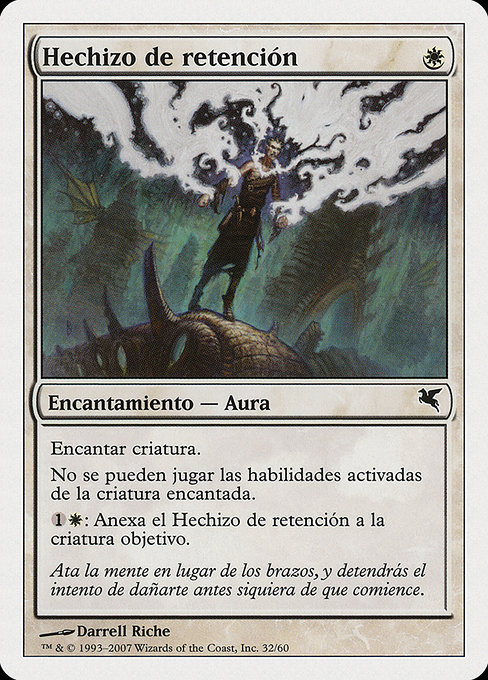 Hechizo de retención
Encantamiento — Aura
Encantar criatura.
No se pueden jugar las habilidades activadas
de la criatura encantada.
1: Anexa el Hechizo de retención a la
criatura objetivo.
Ata la mente en lugar de los brazos, y detendrás el
intento de dañarte antes siquiera de que comience.
Darrell Riche
™ & © 1993–2007 Wizards of the Coast, Inc. 32/60